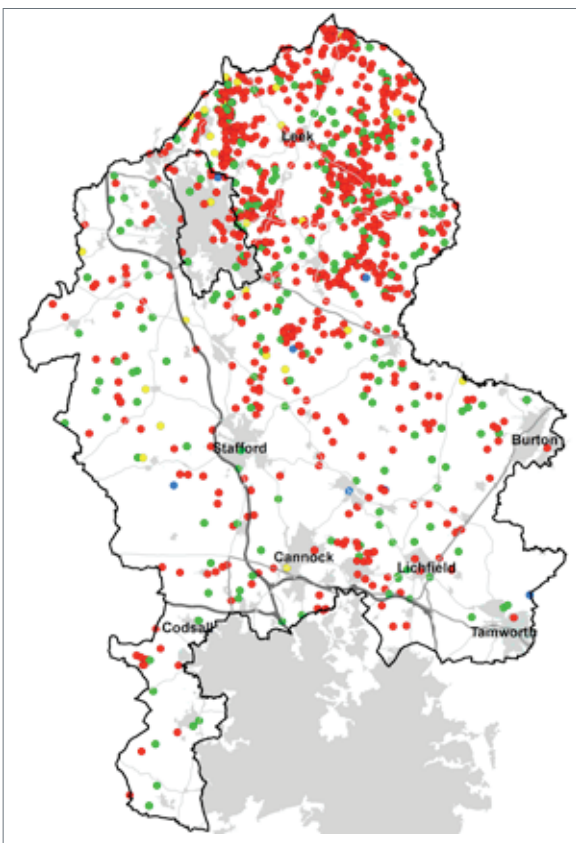 Leek
Stafford
Burton
Cannock
Lichfield
Codsall
Tamworth